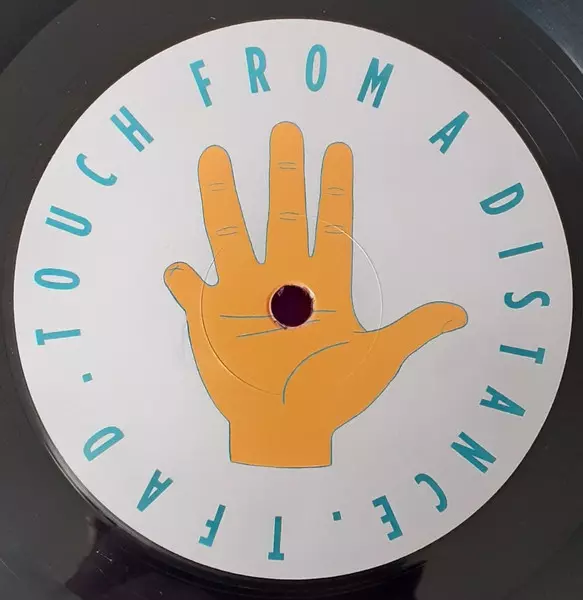 TOUCH FROM A DISTANCE. TFAD.